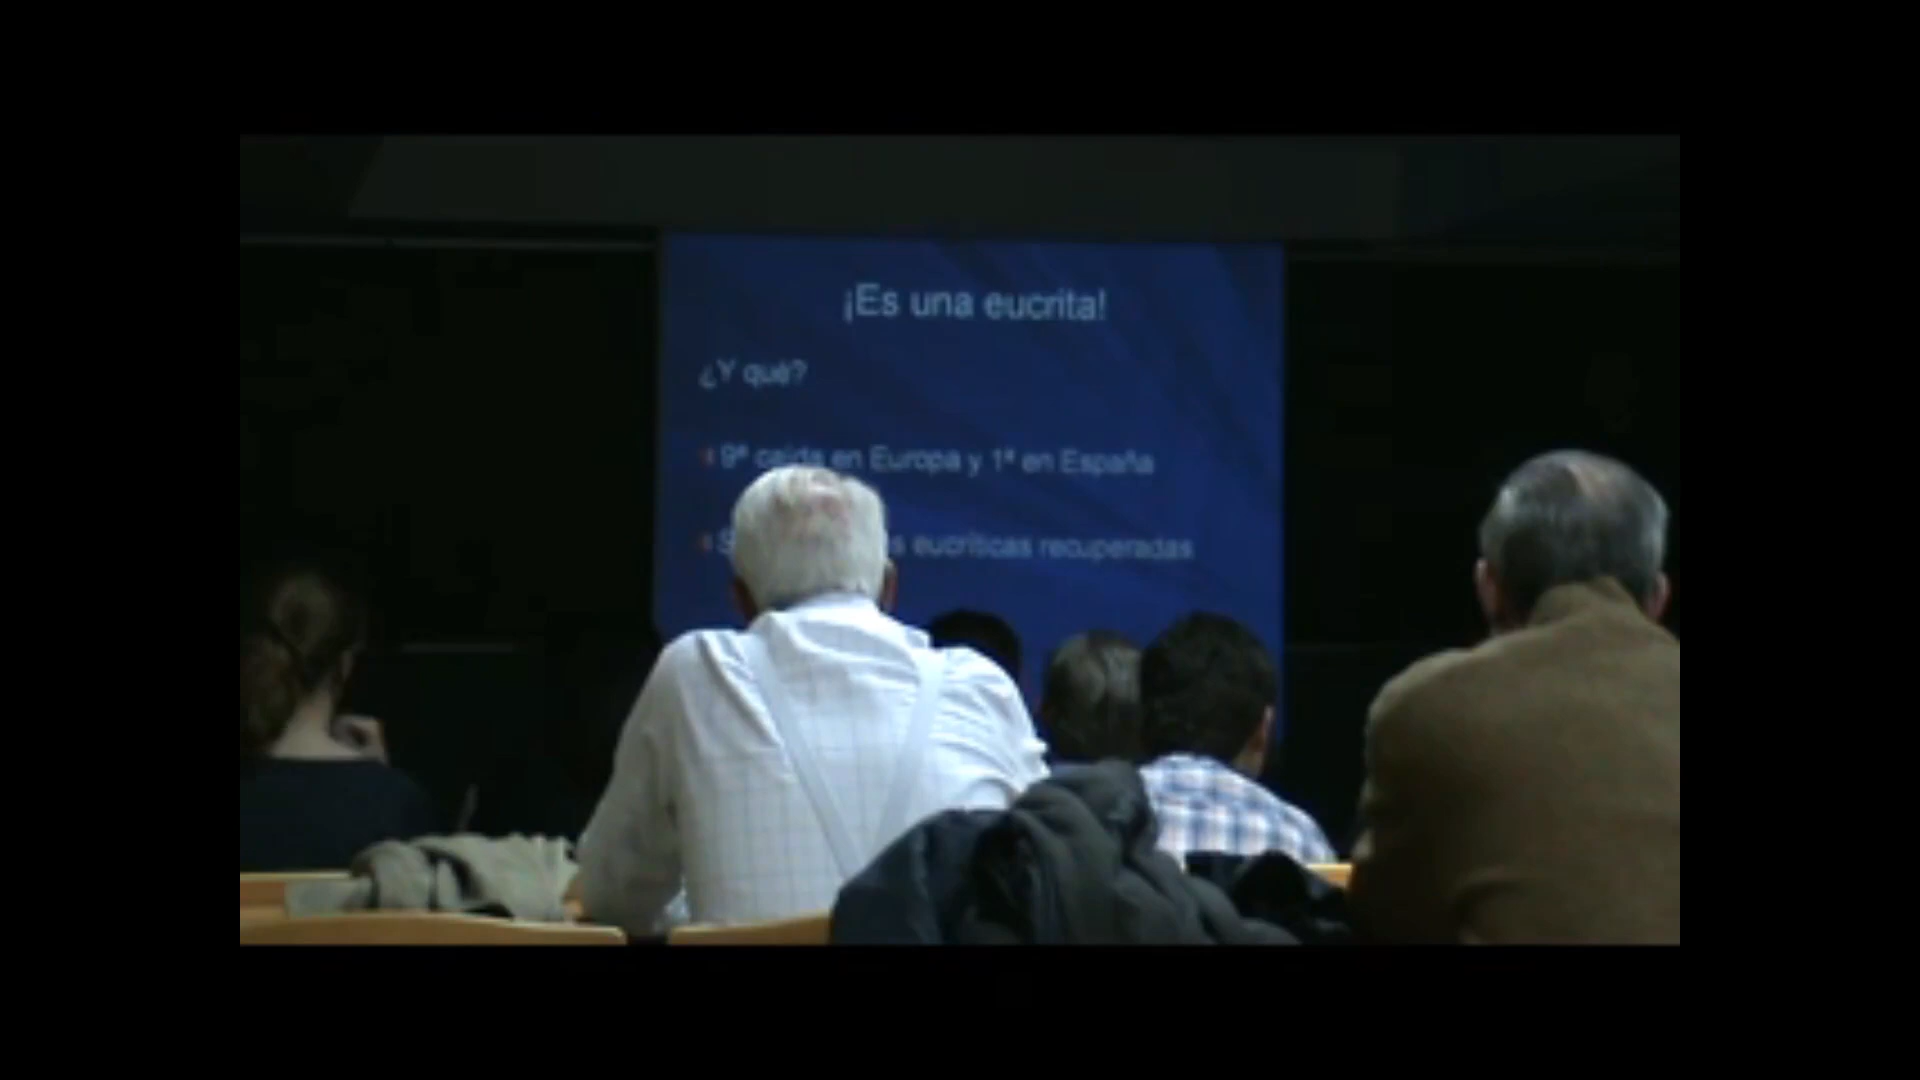 ¡Es una eucrita!
¿Y qué?
9ª caída en Europa y 1ª en España
eucríticas recuperadas